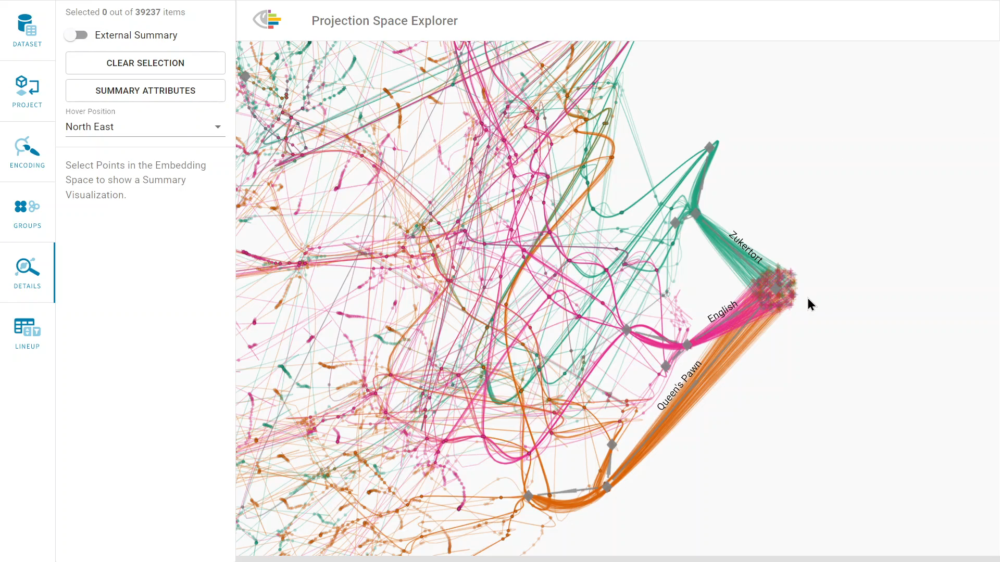 DATASET
PROJECT
ENCODING
GROUPS
DETAILS
LINEUP
Selected 0 out of 39237 items
External Summary
CLEAR SELECTION
SUMMARY ATTRIBUTES
Hover Position
North East
Select Points in the Embedding
Space to show a Summary
Visualization.
Projection Space Explorer
Zukertort
English
Queen's Pawn